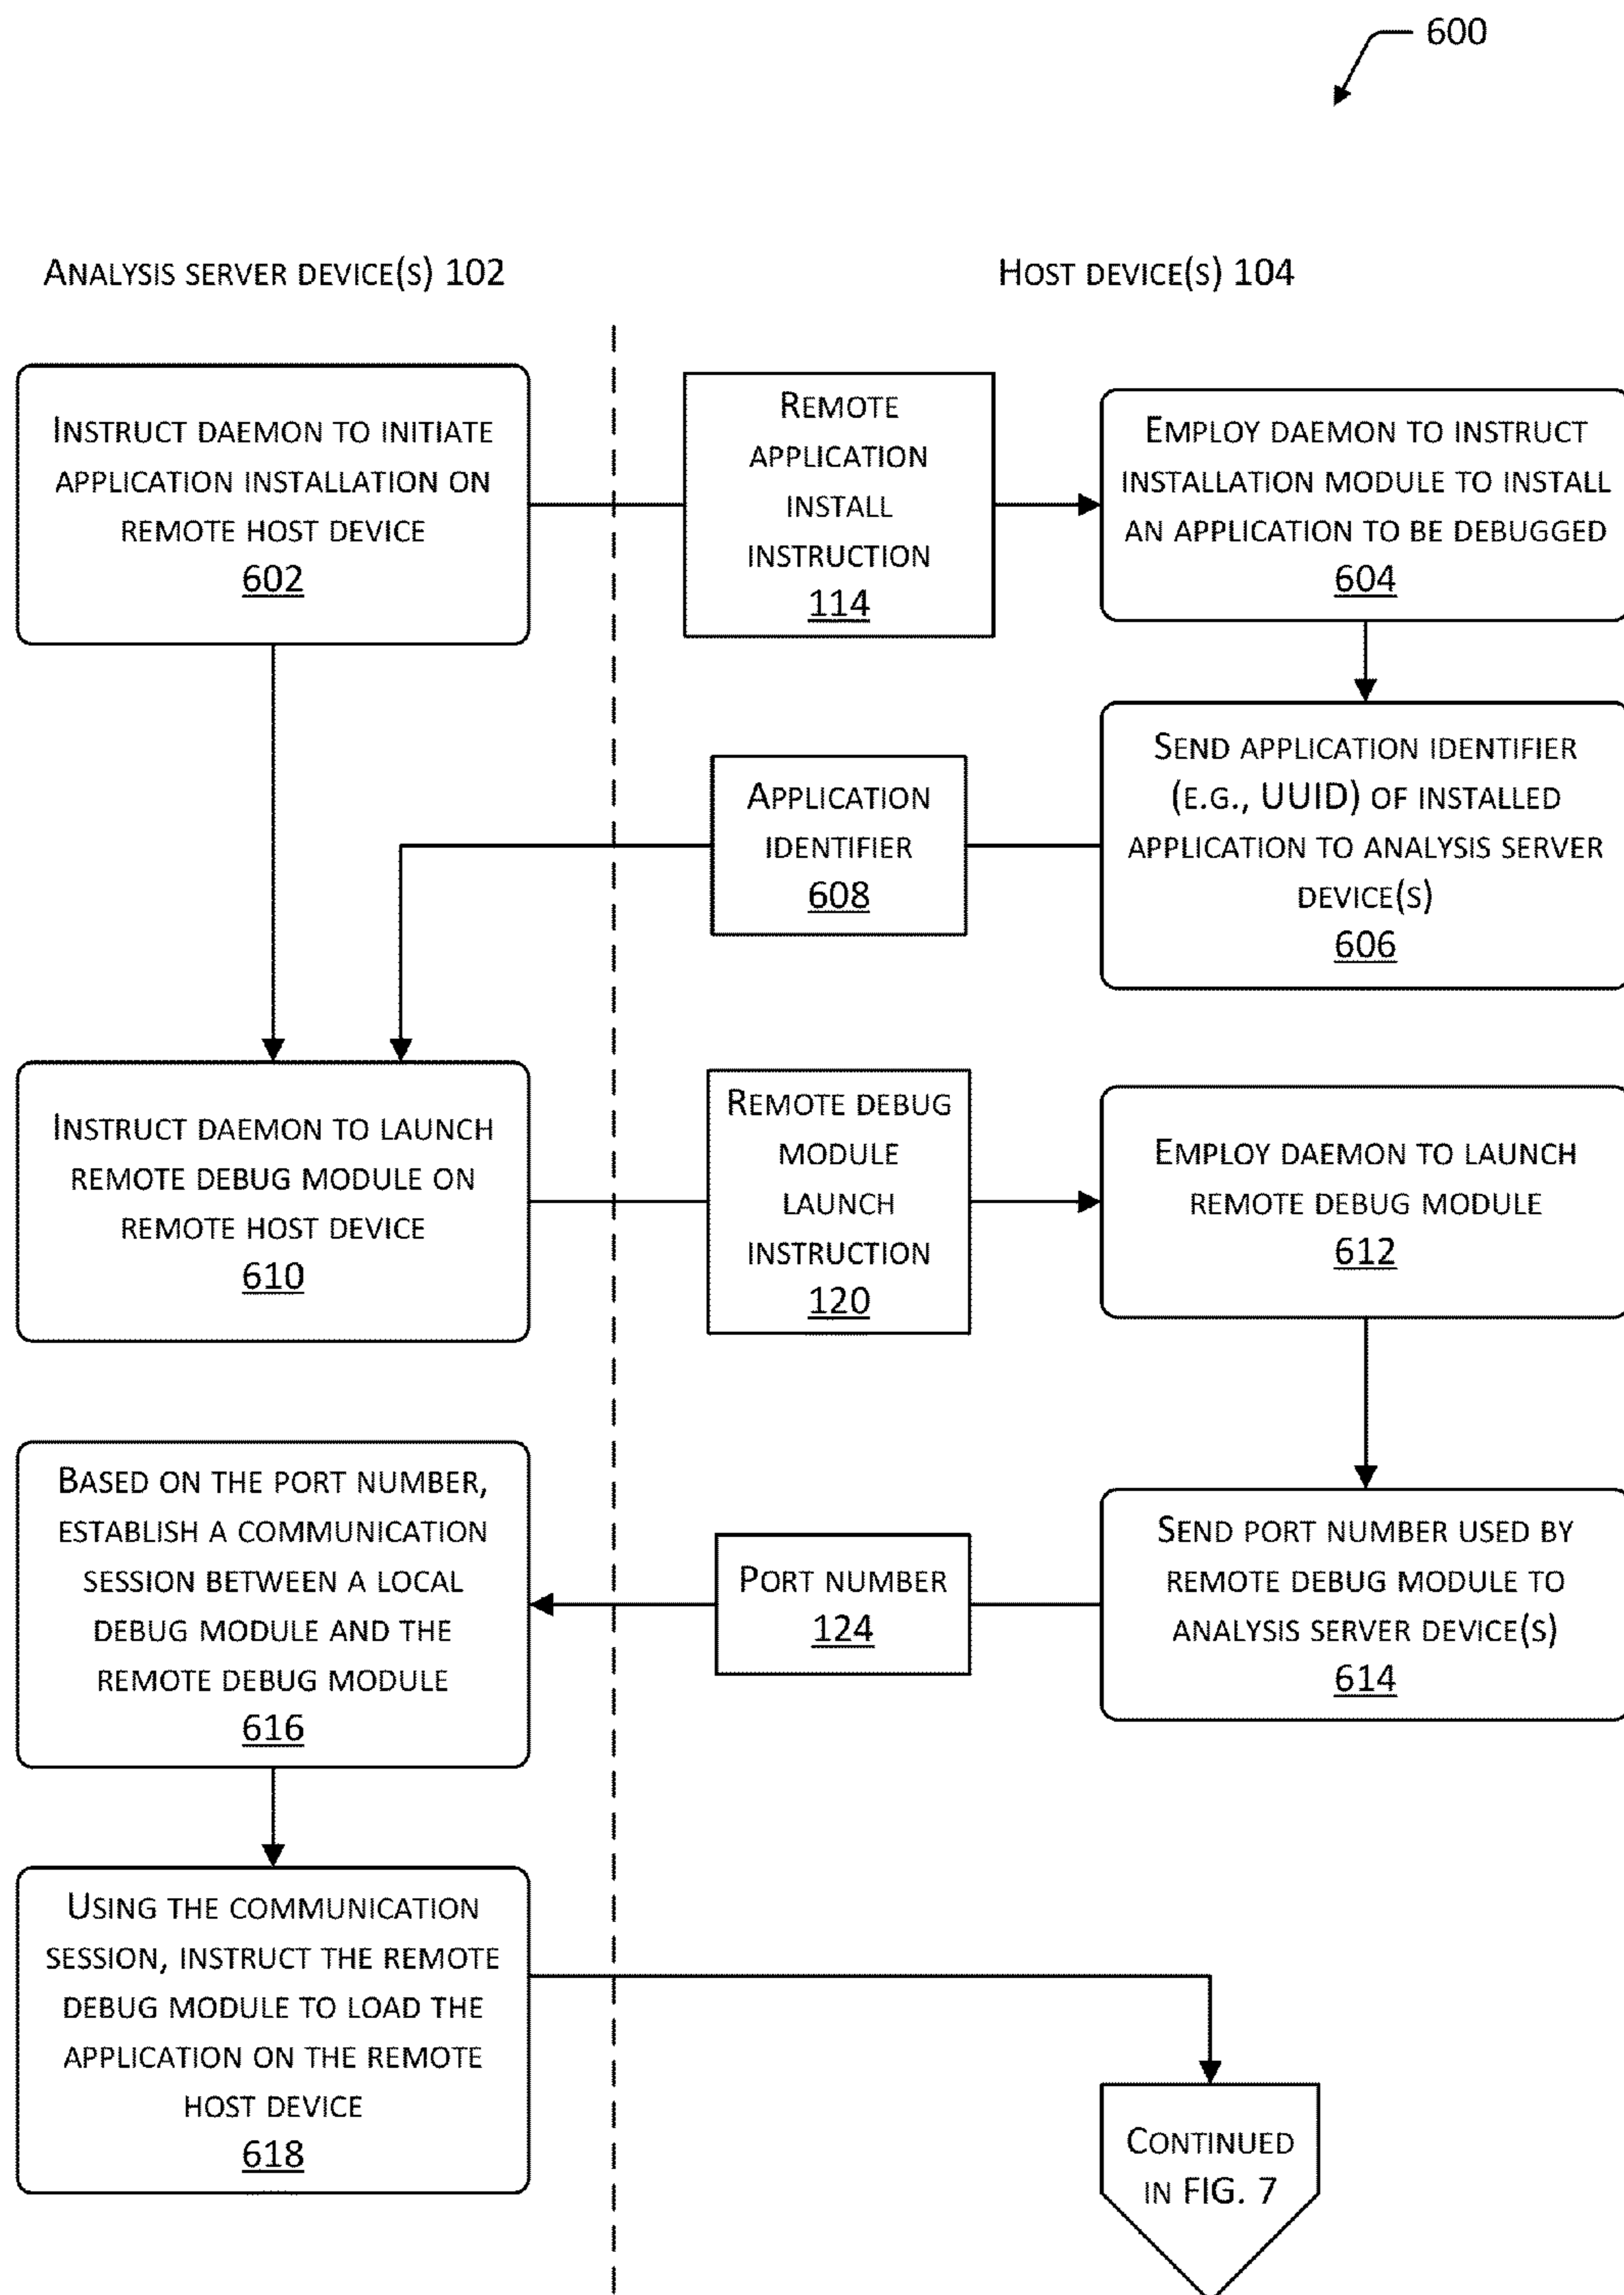 600
ANALYSIS SERVER DEVICE(S) 102
HOST DEVICE(S) 104
INSTRUCT DAEMON TO INITIATE
APPLICATION INSTALLATION ON
REMOTE HOST DEVICE
602
REMOTE
APPLICATION
INSTALL
INSTRUCTION
114
EMPLOY DAEMON TO INSTRUCT
INSTALLATION MODULE TO INSTALL
AN APPLICATION TO BE DEBUGGED
604
SEND APPLICATION IDENTIFIER
(E.G., UUID) OF INSTALLED
APPLICATION TO ANALYSIS SERVER
DEVICE(S)
606
APPLICATION
IDENTIFIER
608
INSTRUCT DAEMON TO LAUNCH
REMOTE DEBUG MODULE ON
REMOTE HOST DEVICE
610
REMOTE DEBUG
MODULE
LAUNCH
INSTRUCTION
120
EMPLOY DAEMON TO LAUNCH
REMOTE DEBUG MODULE
612
SEND PORT NUMBER USED BY
REMOTE DEBUG MODULE TO
ANALYSIS SERVER DEVICE(S)
614
PORT NUMBER
124
BASED ON THE PORT NUMBER,
ESTABLISH A COMMUNICATION
SESSION BETWEEN A LOCAL
DEBUG MODULE AND THE
REMOTE DEBUG MODULE
616
USING THE COMMUNICATION
SESSION, INSTRUCT THE REMOTE
DEBUG MODULE TO LOAD THE
APPLICATION ON THE REMOTE
HOST DEVICE
618
CONTINUED
IN FIG. 7